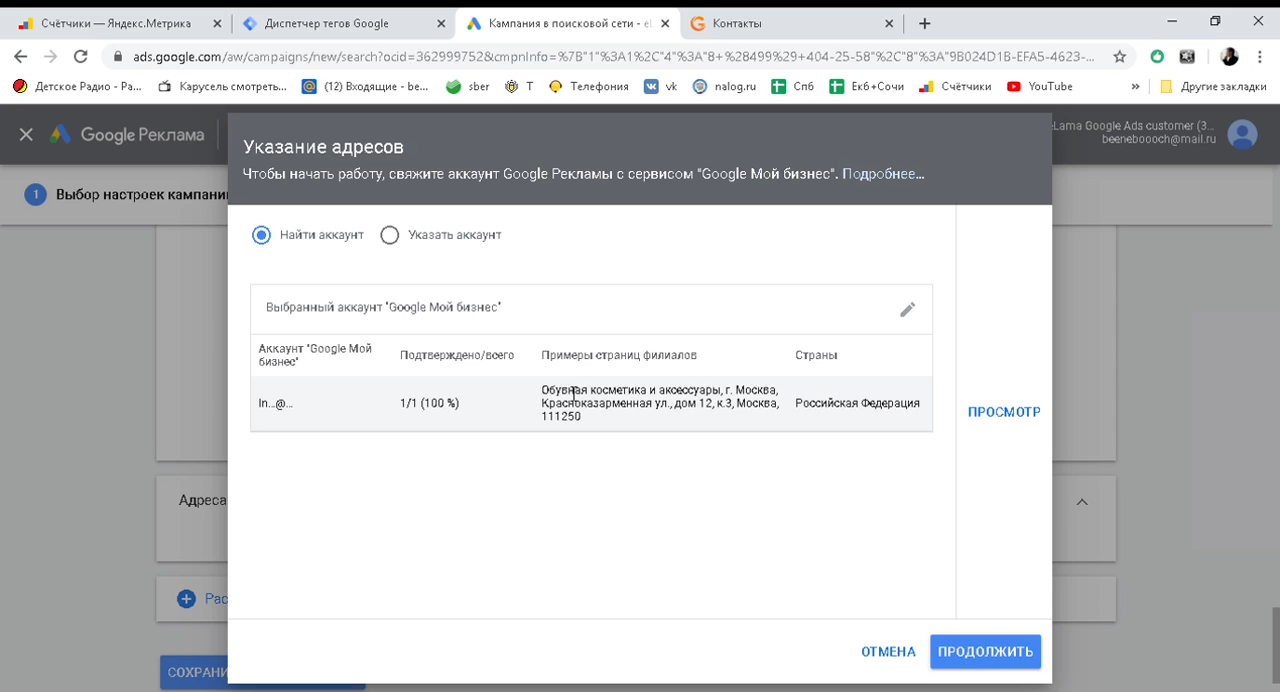 Счётчики — Яндекс.Метрика
Диспетчер тегов Google
Кампания в поисковой сети - el
Контакты
ads.google.com/aw/campaigns/new/search?ocid=362999752&cmpnInfo=%7B"1"%3A1%2C"4"%3A"8+%28499%29+404-25-58"%2C"8"%3A"9B024D1B-EFA5-4623-...
Детское Радио - Ра...
Карусель смотреть...
(12) Входящие - be...
sber
Т
Телефония
vk
nalog.ru
Спб
Екб+Сочи
Счётчики
YouTube
»
Другие закладки
Google Реклама
Lama Google Ads customer (3...
beeneboooch@mail.ru
1 Выбор настроек кампани
Указание адресов
Чтобы начать работу, свяжите аккаунт Google Рекламы с сервисом "Google Мой бизнес". Подробнее...
Найти аккаунт
Указать аккаунт
Выбранный аккаунт "Google Мой бизнес"
Аккаунт "Google Мой
бизнес"
Подтверждено/всего
Примеры страниц филиалов
Страны
In...@...
1/1 (100 %)
Обувная косметика и аксессуары, г. Москва,
Красноказарменная ул., дом 12, к.3, Москва,
111250
Российская Федерация
ПРОСМОТР
Адреса
Рас
СОХРАНИ
ОТМЕНА
ПРОДОЛЖИТЬ